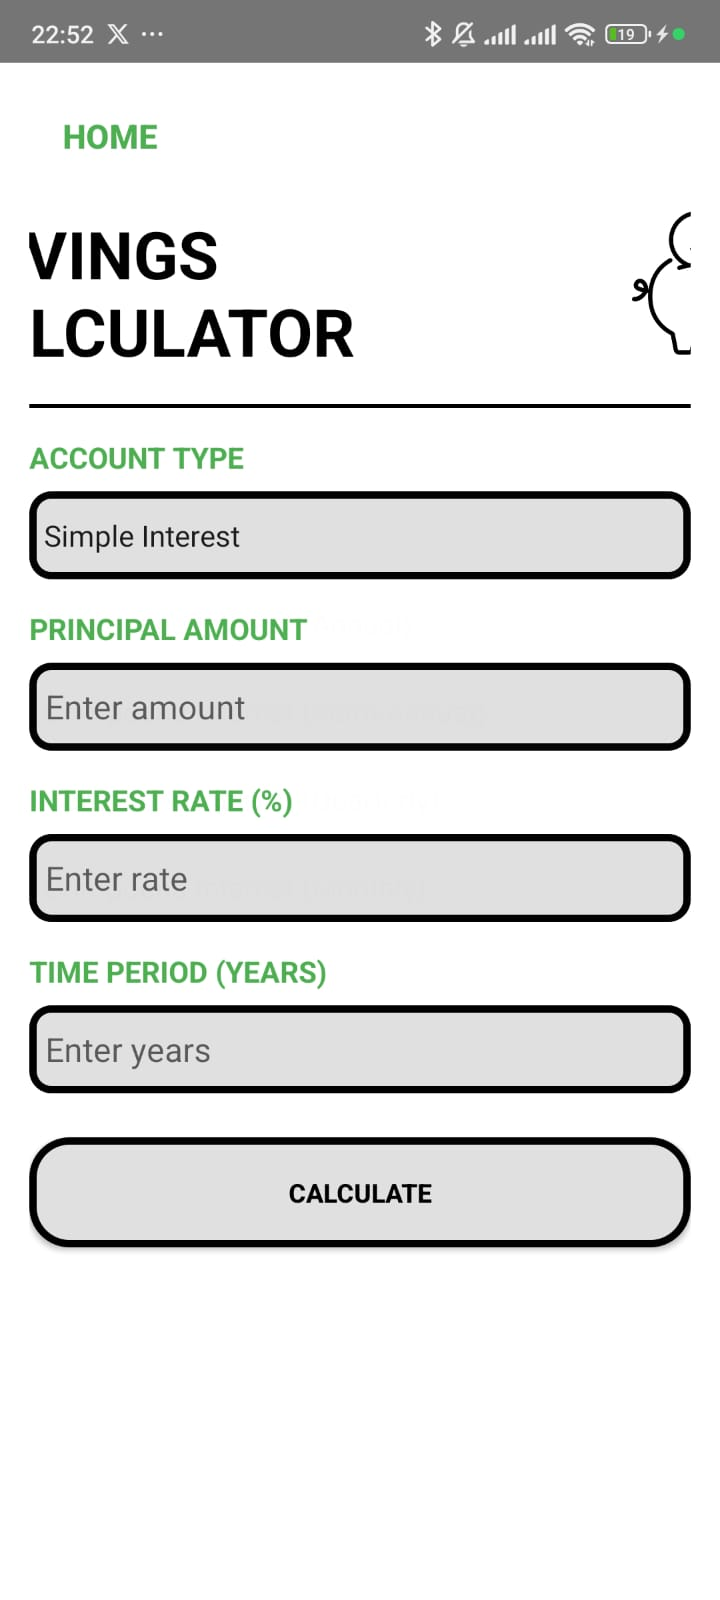 22:52 X ...
19
HOME
VINGS
LCULATOR
ACCOUNT TYPE
Simple Interest
PRINCIPAL AMOUNT
Enter amount
INTEREST RATE (%)
Enter rate
TIME PERIOD (YEARS)
Enter years
CALCULATE